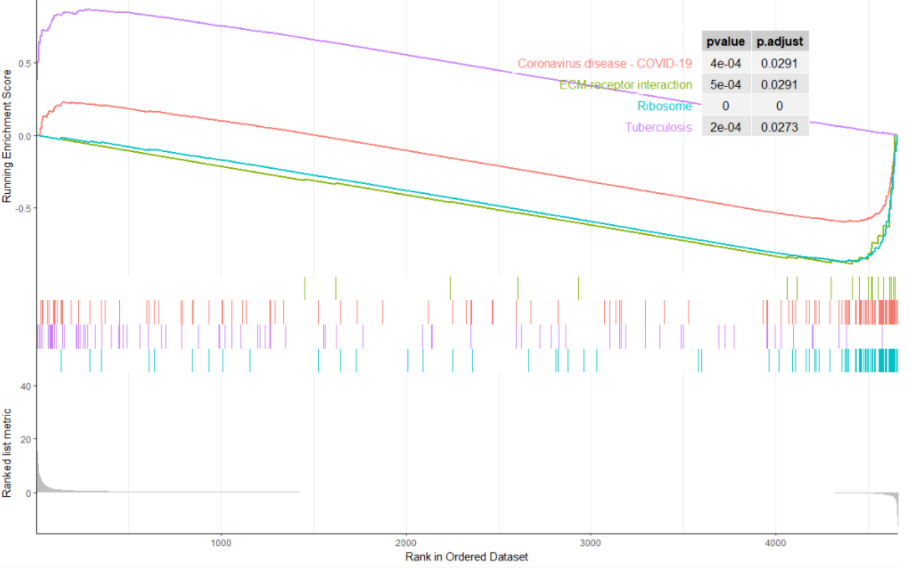 pvalue p.adjust
Coronavirus disease - COVID-19 4e-04 0.0291
ECM-receptor interaction 5e-04 0.0291
Ribosome 0 0
Tuberculosis 2e-04 0.0273
Running Enrichment Score
0.5
0.0
-0.5
Ranked list metric
40
20
0
1000 2000 3000 4000
Rank in Ordered Dataset